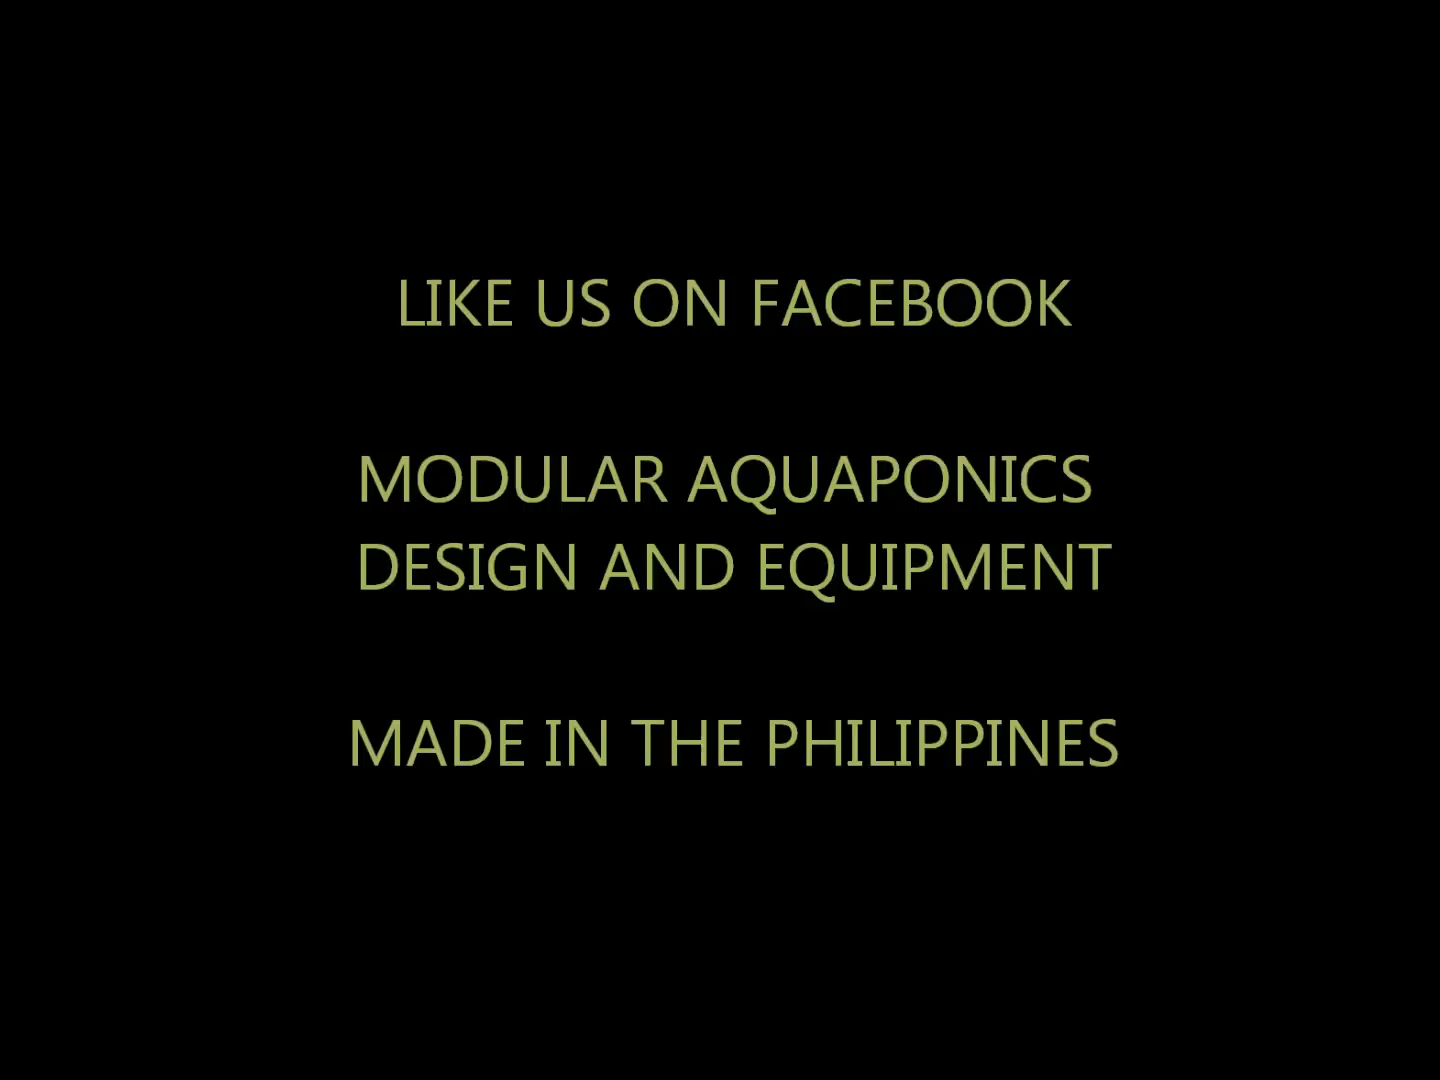 LIKE US ON FACEBOOK
MODULAR AQUAPONICS
DESIGN AND EQUIPMENT
MADE IN THE PHILIPPINES